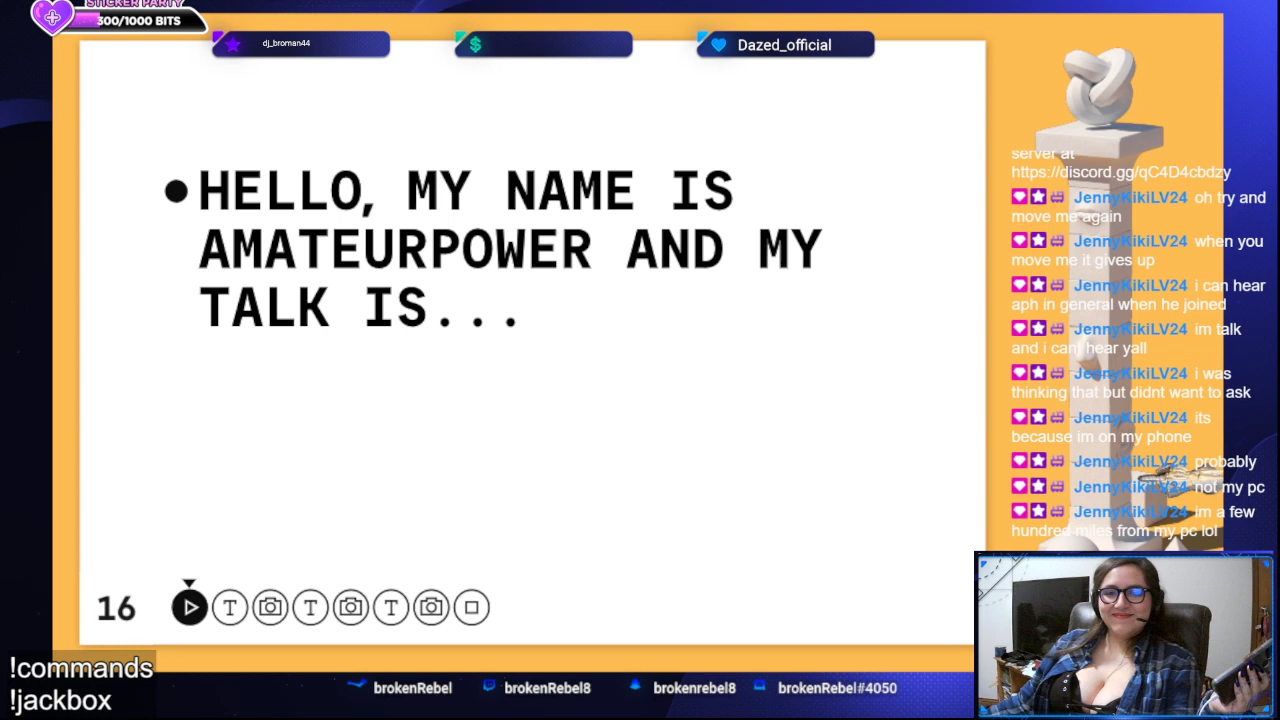 STICKER PARTY
300/1000 BITS
dj_broman44
$
Dazed_official
● HELLO, MY NAME IS
AMATEURPOWER AND MY
TALK IS...
16
T T T
server at
https://discord.gg/qC4D4cbdzy
JennyKikiLV24 oh try and
move me again
JennyKikiLV24 when you
move me it gives up
JennyKikiLV24 i can hear
aph in general when he joined
JennyKikiLV24 im talk
and i cant hear yall
JennyKikiLV24 i was
thinking that but didnt want to ask
JennyKikiLV24 its
because im on my phone
JennyKikiLV24 probably
JennyKikiLV24 not my pc
JennyKikiLV24 im a few
hundred miles from my pc lol
!commands
!jackbox
brokenRebel brokenRebel8 brokenrebel8 brokenRebel#4050